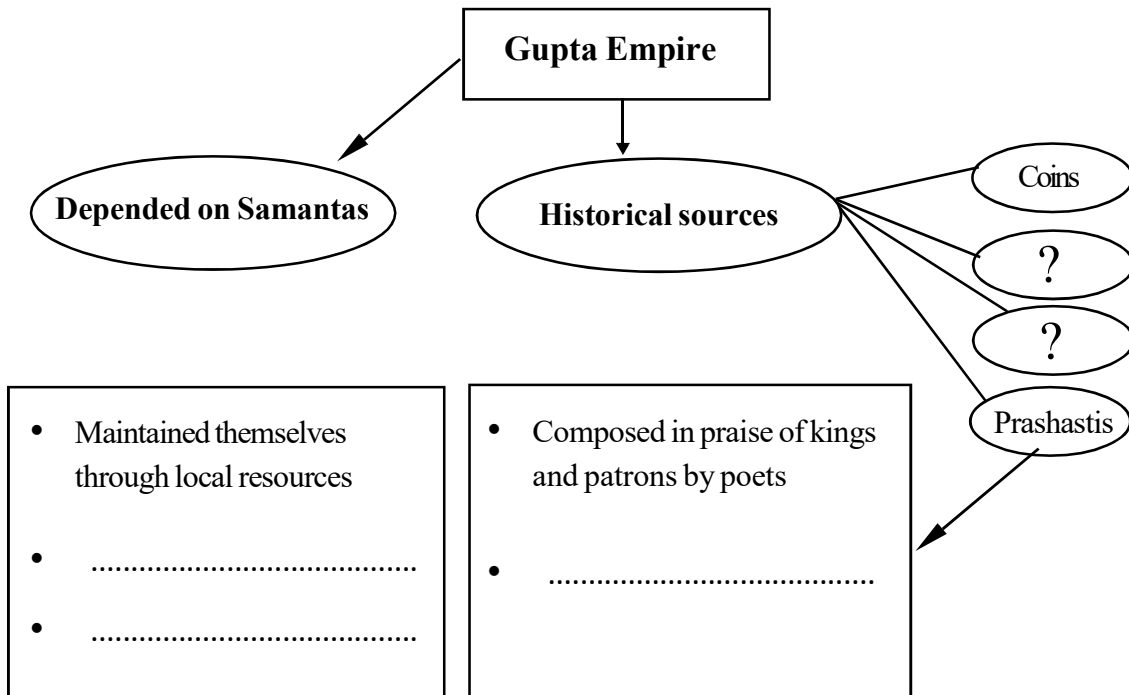 Gupta Empire
Depended on Samantas
Historical sources
Coins
?
?
Prashastis
• Maintained themselves
through local resources
• ..........................................
• ..........................................
• Composed in praise of kings
and patrons by poets
• ..........................................